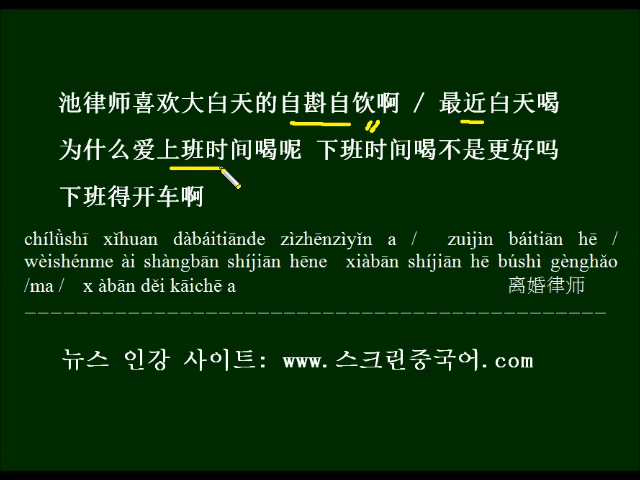 池律师喜欢大白天的自斟自饮啊 / 最近白天喝
为什么爱上班时间喝呢 下班时间喝不是更好吗
下班得开车啊
chílǜshī xǐhuan dàbáitiānde zìzhēnzìyǐn a / zuìjìn báitiān hē /
wèishénme ài shàngbān shíjiān hēne xiàbān shíjiān hē búshì gènghǎo
/ma / x àbān děi kāichē a 离婚律师
뉴스 인강 사이트: www.스크린중국어.com